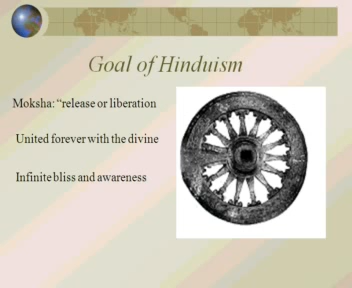 Goal of Hinduism
Moksha: “release or liberation
United forever with the divine
Infinite bliss and awareness